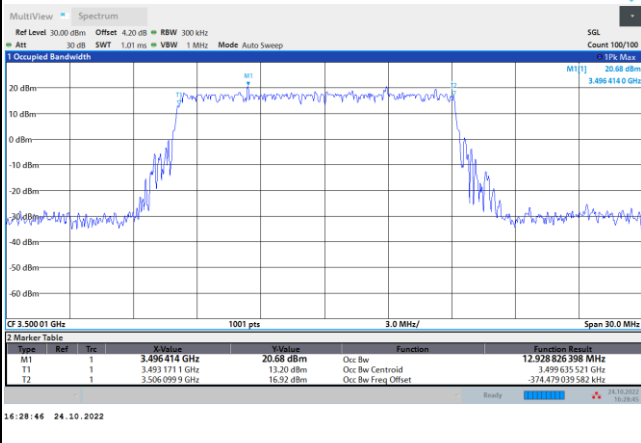 MultiView Spectrum
Ref Level 30.00 dBm Offset 4.20 dB RBW 300 kHz SGL
Att 30 dB SWT 1.01 ms VBW 1 MHz Mode Auto Sweep Count 100/100
1 Occupied Bandwidth 1Pk Max
M1[1] 20.68 dBm
3.496 414 0 GHz
M1
T1
T2
20 dBm
10 dBm
0 dBm
-10 dBm
-20 dBm
-30 dBm
-40 dBm
-50 dBm
-60 dBm
CF 3.500 01 GHz 1001 pts 3.0 MHz/ Span 30.0 MHz
2 Marker Table
Type Ref Trc X-Value Y-Value Function Function Result
M1 1 3.496 414 GHz 20.68 dBm Occ Bw 12.928 826 398 MHz
T1 1 3.493 171 1 GHz 13.20 dBm Occ Bw Centroid 3.499 635 521 GHz
T2 1 3.506 099 9 GHz 16.92 dBm Occ Bw Freq Offset -374.479 039 582 kHz
Ready 24.10.2022
16:28:45
16:28:46 24.10.2022